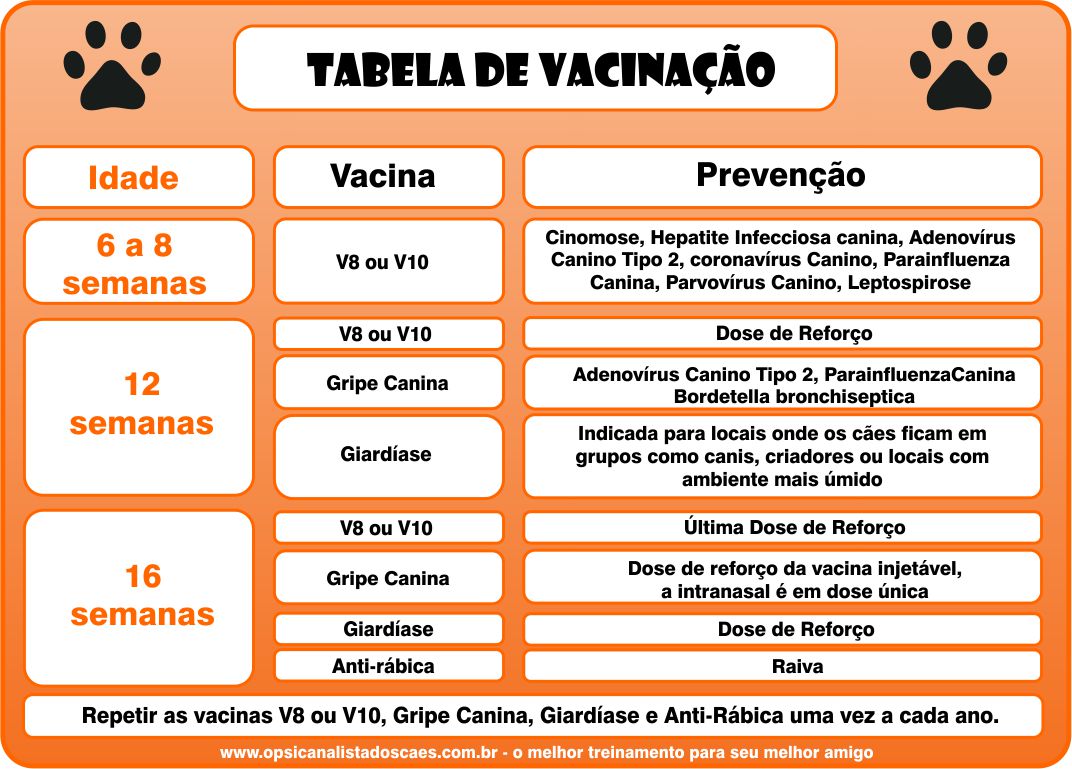 TABELA DE VACINAÇÃO
Idade
Vacina
Prevenção
6 a 8
semanas
V8 ou V10
Cinomose, Hepatite Infecciosa canina, Adenovírus
Canino Tipo 2, coronavírus Canino, Parainfluenza
Canina, Parvovírus Canino, Leptospirose
12
semanas
V8 ou V10
Dose de Reforço
Gripe Canina
Adenovírus Canino Tipo 2, ParainfluenzaCanina
Bordetella bronchiseptica
Giardíase
Indicada para locais onde os cães ficam em
grupos como canis, criadores ou locais com
ambiente mais úmido
16
semanas
V8 ou V10
Última Dose de Reforço
Gripe Canina
Dose de reforço da vacina injetável,
a intranasal é em dose única
Giardíase
Dose de Reforço
Anti-rábica
Raiva
Repetir as vacinas V8 ou V10, Gripe Canina, Giardíase e Anti-Rábica uma vez a cada ano.
www.opsicanalistadoscaes.com.br - o melhor treinamento para seu melhor amigo